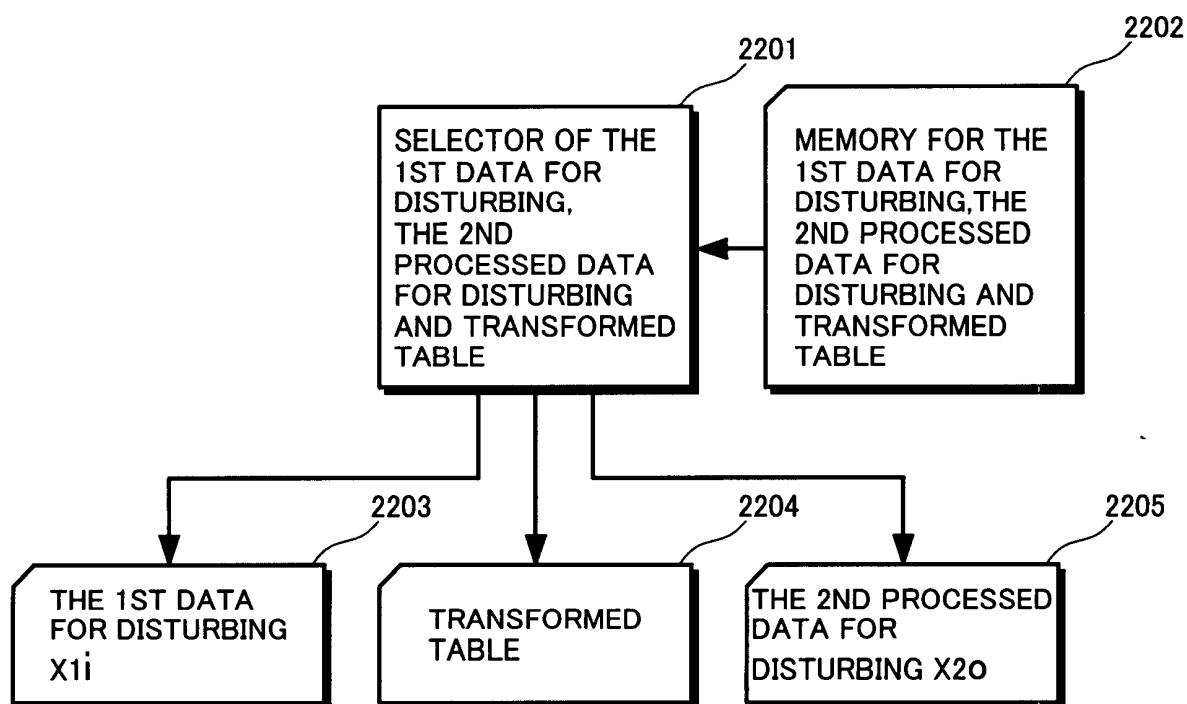 2202
2201
SELECTOR OF THE
1ST DATA FOR
DISTURBING,
THE 2ND
PROCESSED DATA
FOR DISTURBING
AND TRANSFORMED
TABLE
MEMORY FOR THE
1ST DATA FOR
DISTURBING,THE
2ND PROCESSED
DATA FOR
DISTURBING AND
TRANSFORMED
TABLE
2203
THE 1ST DATA
FOR DISTURBING
X1i
2204
TRANSFORMED
TABLE
2205
THE 2ND PROCESSED
DATA FOR
DISTURBING X2o